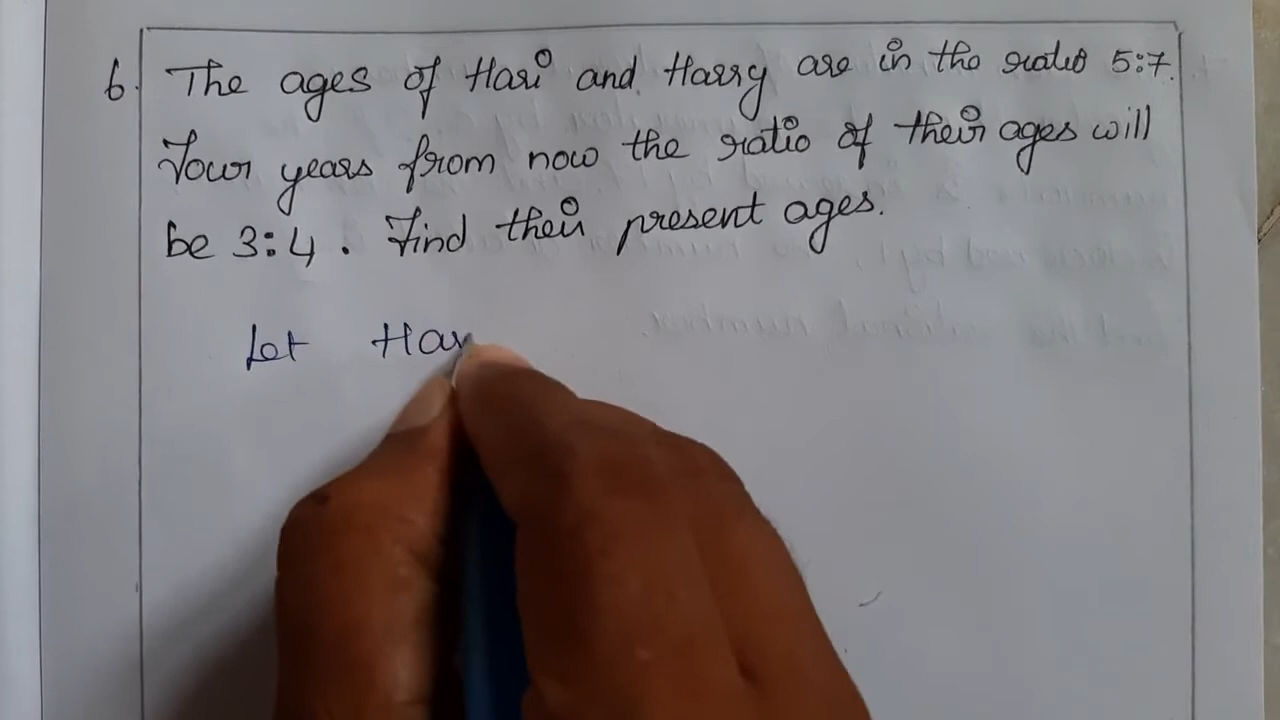 6. The ages of Hari and Harry are in the ratio 5:7.
Four years from now the ratio of their ages will
be 3:4. Find their present ages.
Let Har